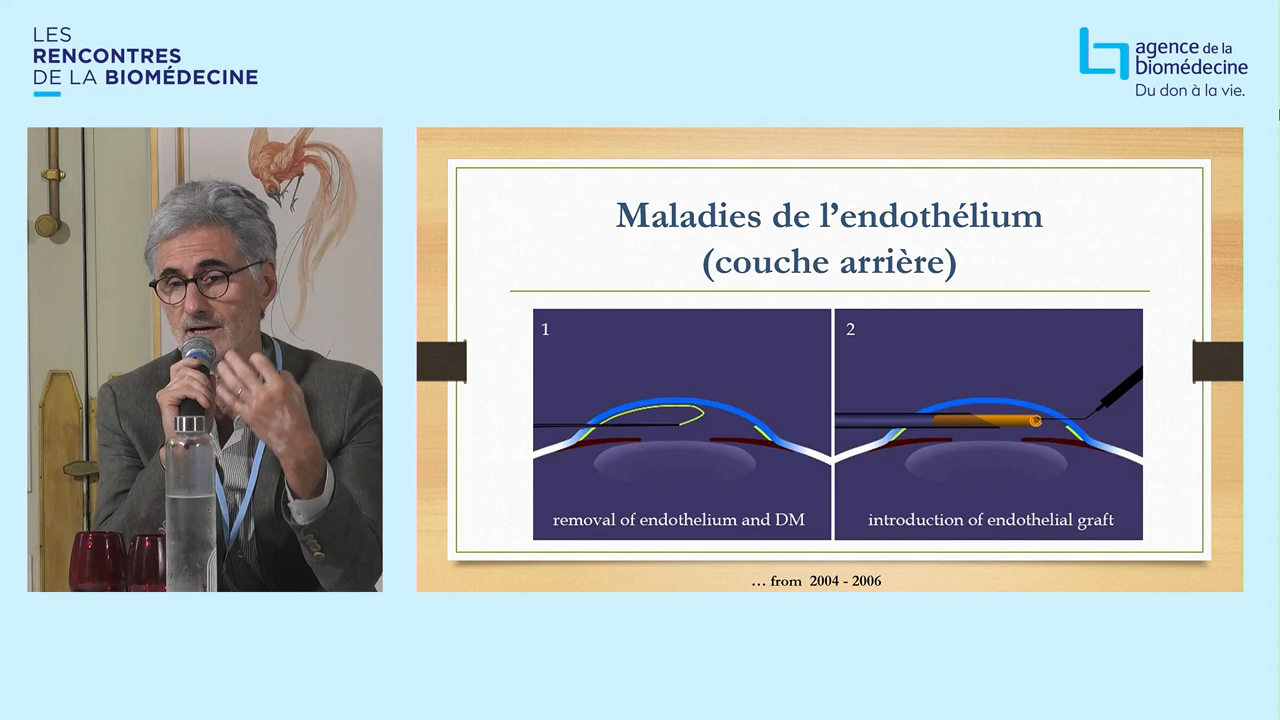 LES
RENCONTRES
DE LA BIOMÉDECINE
agence de la
biomédecine
Du don à la vie.
Maladies de l’endothélium
(couche arrière)
1
2
removal of endothelium and DM
introduction of endothelial graft
… from 2004 - 2006